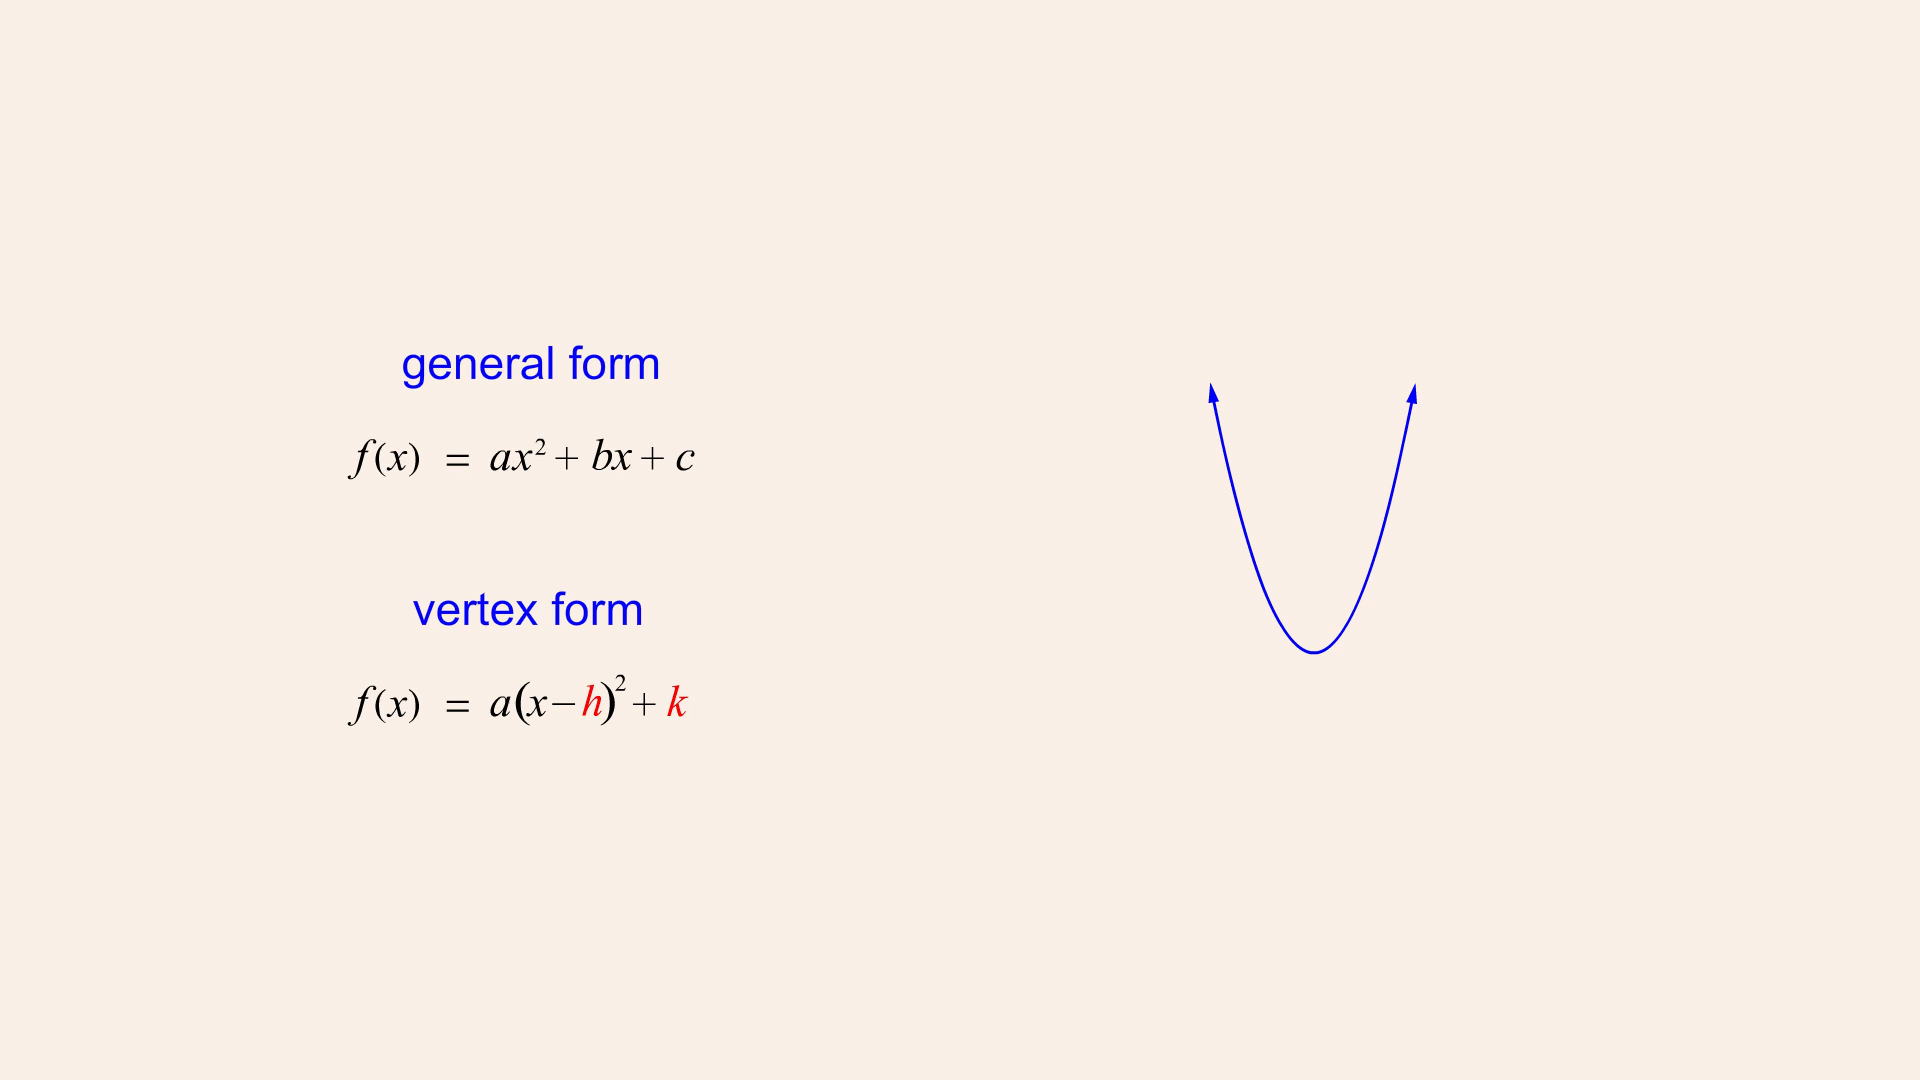 general form
f(x) = ax² + bx + c
vertex form
f(x) = a(x − h)² + k